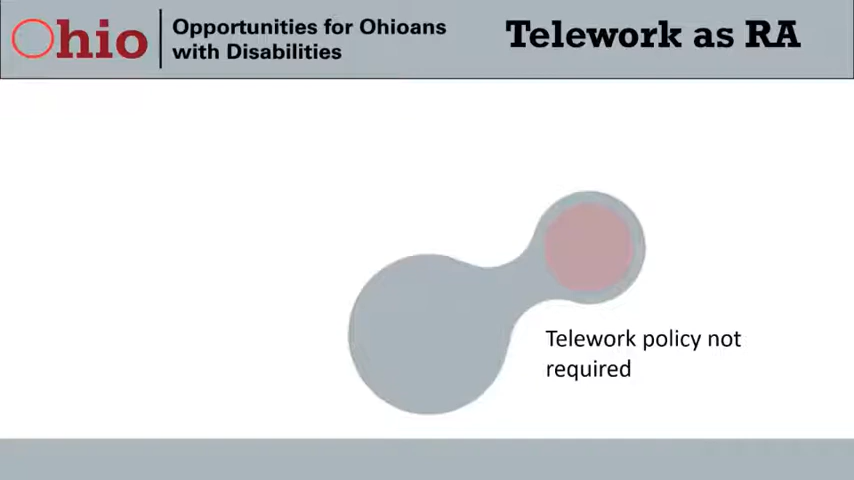 Ohio
Opportunities for Ohioans
with Disabilities
Telework as RA
Telework policy not
required